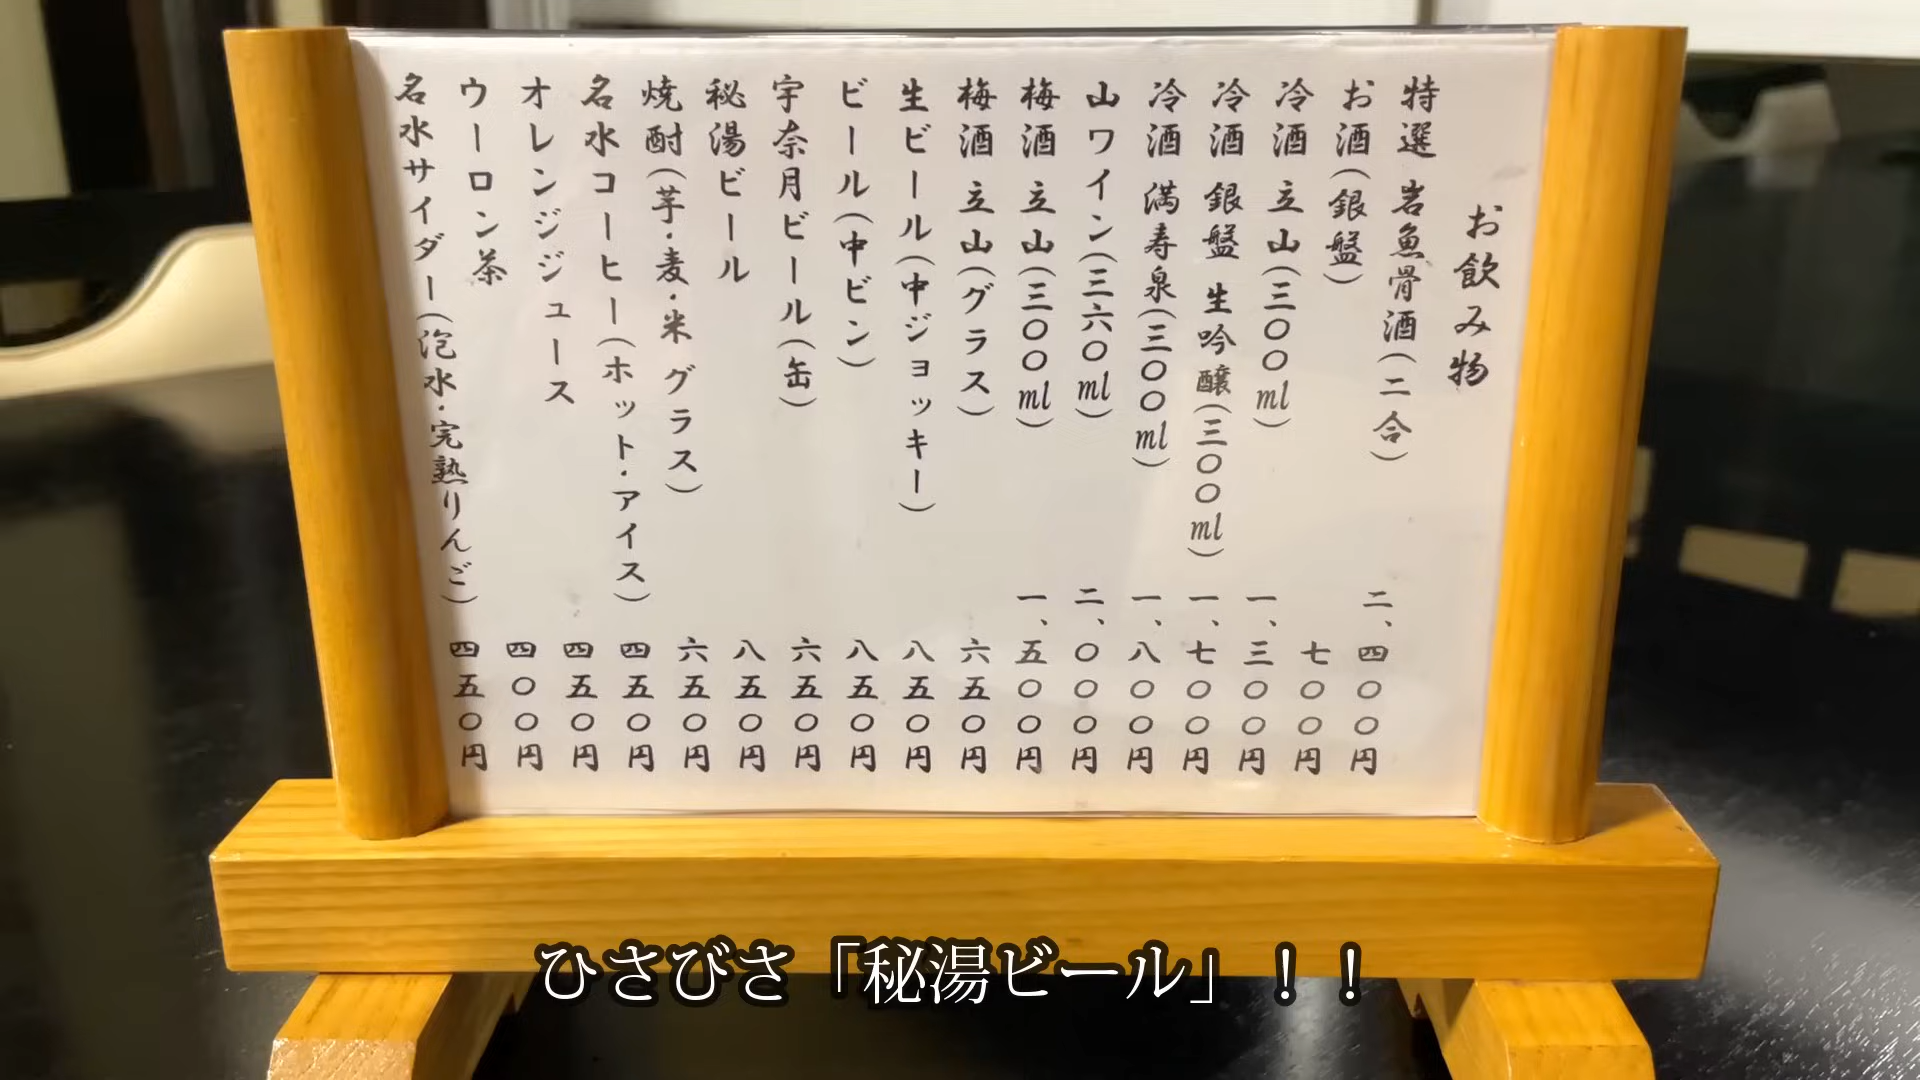 お飲み物
特選 岩魚骨酒(二合) 二、四〇〇円
お酒(銀盤) 七〇〇円
冷酒 立山(三〇〇ml) 一、三〇〇円
冷酒 銀盤 生吟醸(三〇〇ml) 一、七〇〇円
冷酒 満寿泉(三〇〇ml) 一、八〇〇円
山ワイン(三六〇ml) 二、〇〇〇円
梅酒 立山(三〇〇ml) 一、五〇〇円
梅酒 立山(グラス) 六五〇円
生ビール(中ジョッキー) 八五〇円
ビール(中ビン) 八五〇円
宇奈月ビール(缶) 六五〇円
秘湯ビール 八五〇円
焼酎(芋・麦・米 グラス) 六五〇円
名水コーヒー(ホット・アイス) 四五〇円
オレンジジュース 四五〇円
ウーロン茶 四〇〇円
名水サイダー(泡水・完熟りんご) 四五〇円
ひさびさ「秘湯ビール」！！